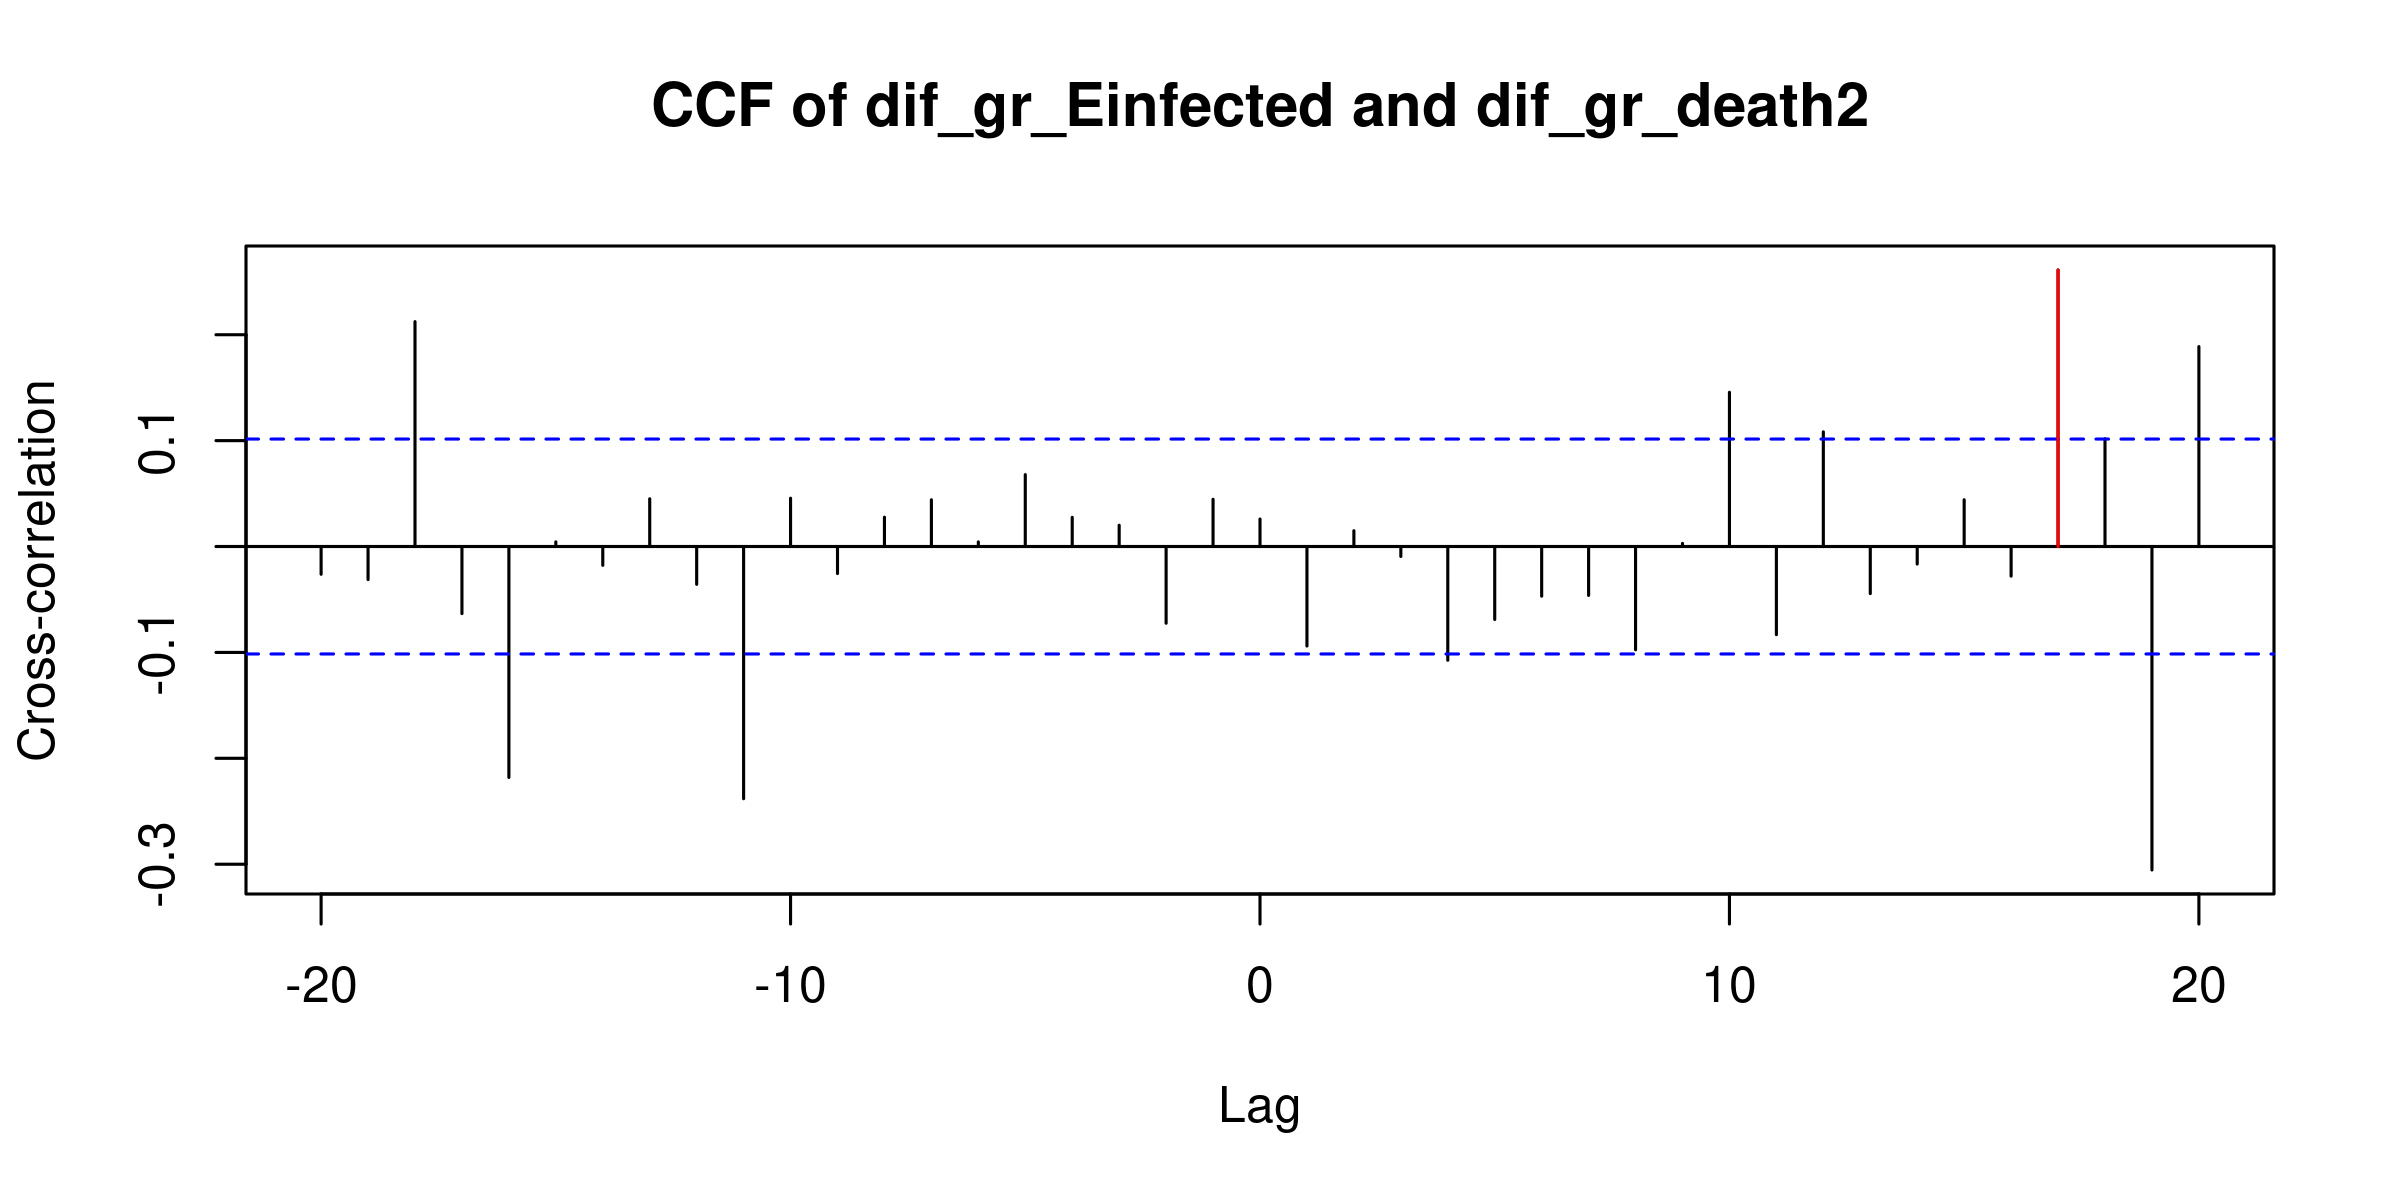 CCF of dif_gr_Einfected and dif_gr_death2
Cross-correlation
0.1
-0.1
-0.3
-20 -10 0 10 20
Lag